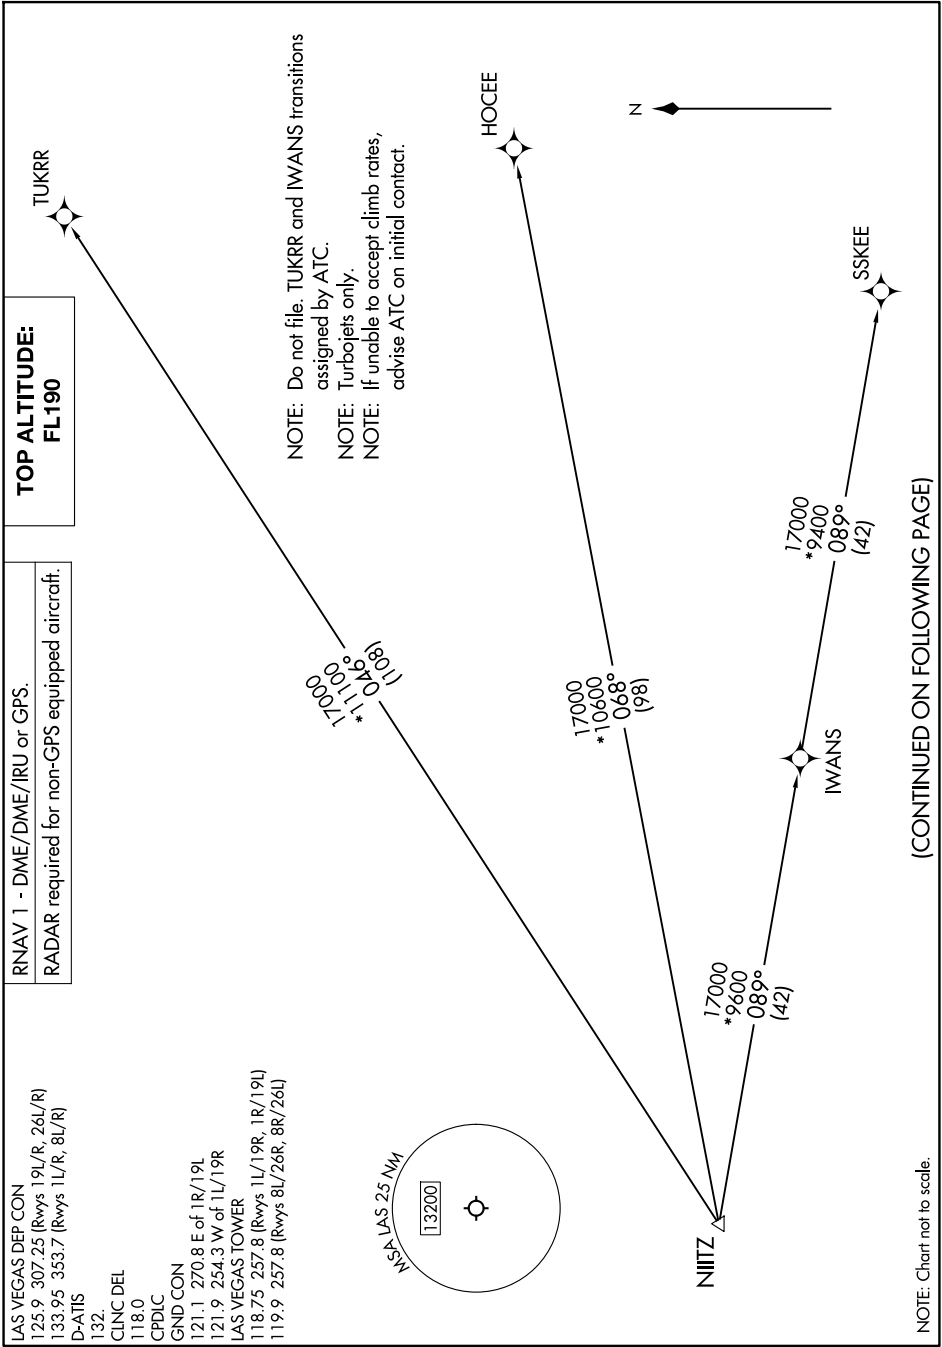 LAS VEGAS DEP CON
125.9 307.25 (Rwys 19L/R, 26L/R)
133.95 353.7 (Rwys 1L/R, 8L/R)
D-ATIS
132.
CLNC DEL
118.0
CPDLC
GND CON
121.1 270.8 E of 1R/19L
121.9 254.3 W of 1L/19R
LAS VEGAS TOWER
118.75 257.8 (Rwys 1L/19R, 1R/19L)
119.9 257.8 (Rwys 8L/26R, 8R/26L)
RNAV 1 - DME/DME/IRU or GPS.
RADAR required for non-GPS equipped aircraft.
TOP ALTITUDE:
FL190
TUKRR
NOTE: Do not file. TUKRR and IWANS transitions
assigned by ATC.
NOTE: Turbojets only.
NOTE: If unable to accept climb rates,
advise ATC on initial contact.
17000
*11100
046°
(108)
HOCEE
MSA LAS 25 NM
13200
17000
*10600
068°
(98)
N
NIITZ
17000
*9600
089°
(42)
IWANS
17000
*9400
089°
(42)
SSKEE
(CONTINUED ON FOLLOWING PAGE)
NOTE: Chart not to scale.